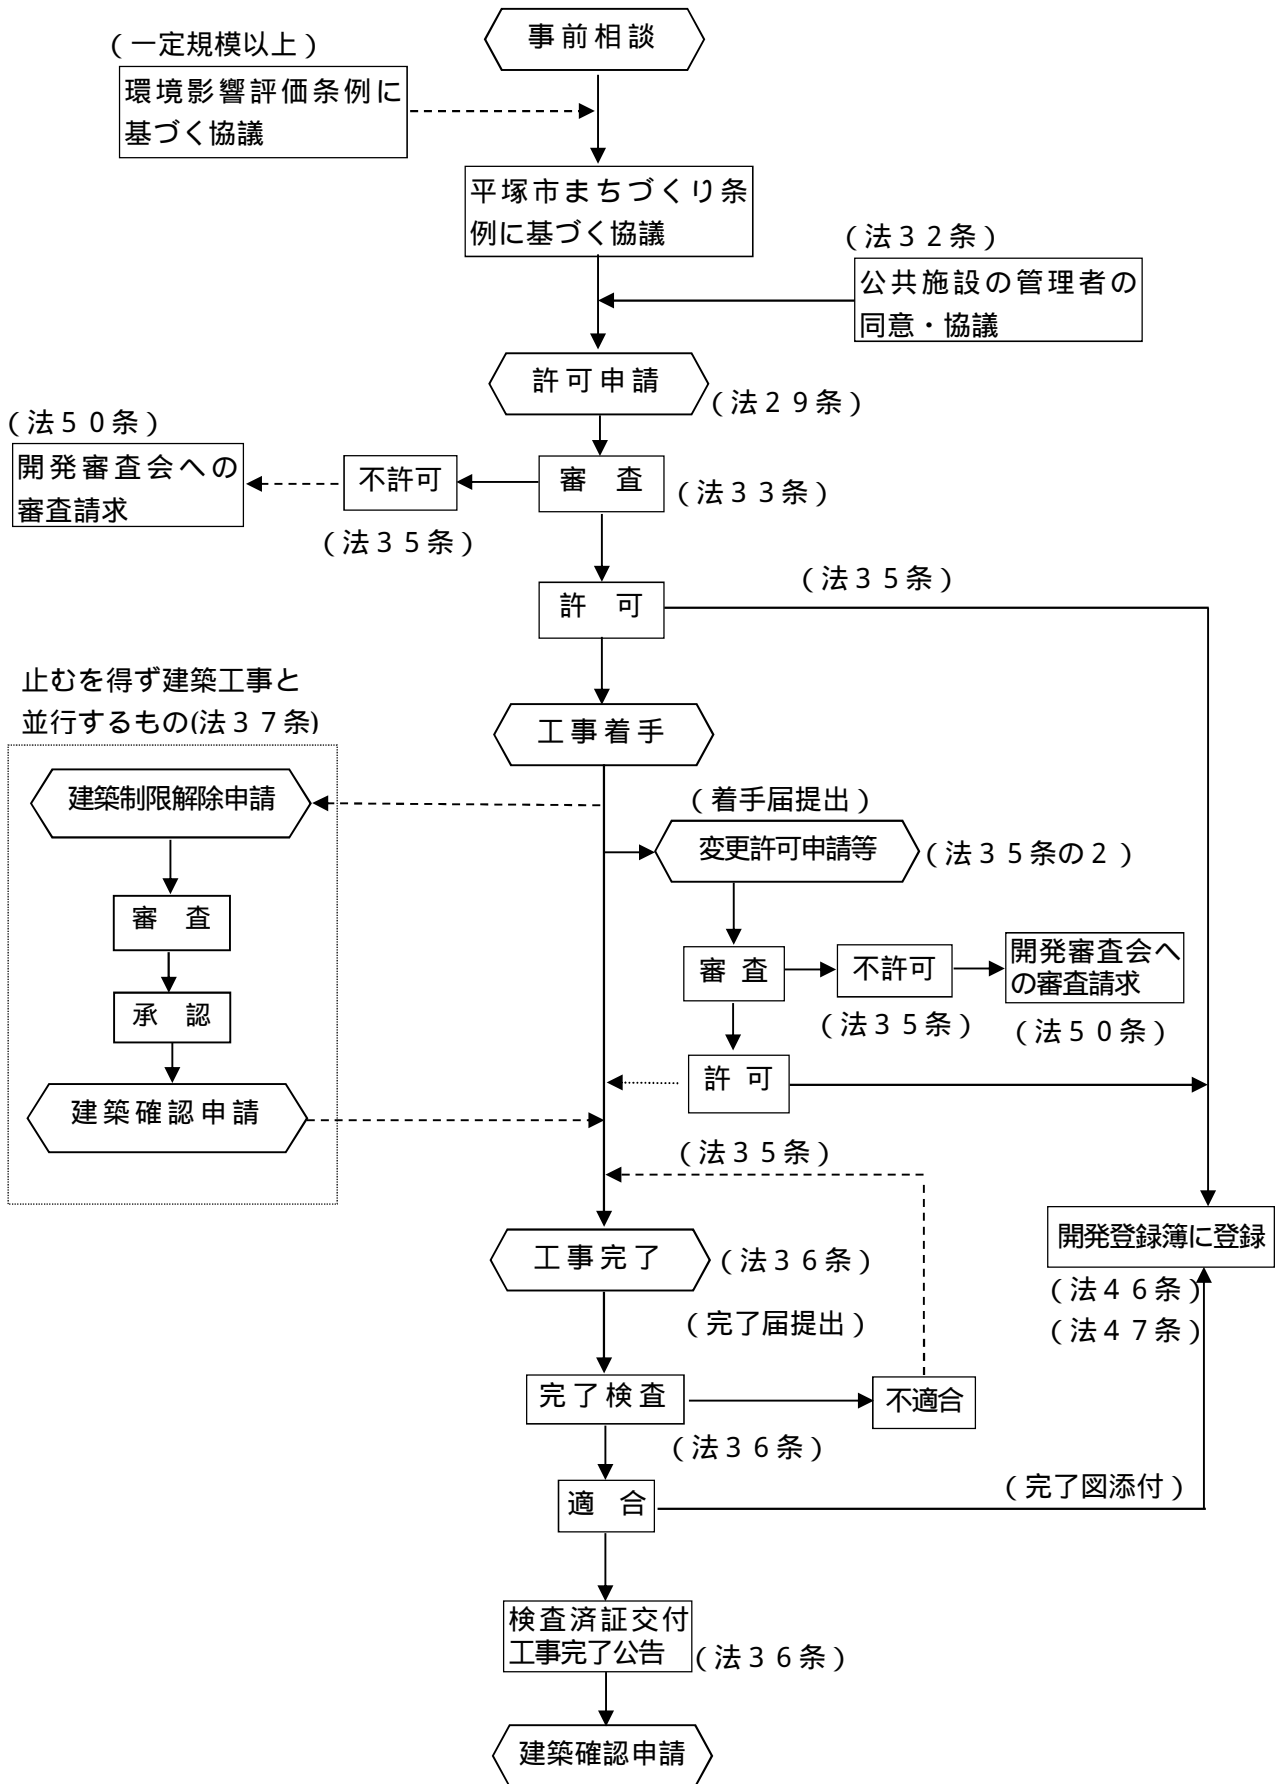 事前相談
（一定規模以上）
環境影響評価条例に
基づく協議
平塚市まちづくり条
例に基づく協議
（法３２条）
公共施設の管理者の
同意・協議
許可申請
（法２９条）
（法５０条）
開発審査会への
審査請求
不許可
審　査
（法３３条）
（法３５条）
（法３５条）
許　可
止むを得ず建築工事と
並行するもの(法３７条)
工事着手
建築制限解除申請
（着手届提出）
変更許可申請等
（法３５条の２）
審　査
審 査
不許可
開発審査会へ
の審査請求
（法３５条）
（法５０条）
承　認
許 可
建築確認申請
（法３５条）
工事完了
（法３６条）
開発登録簿に登録
（法４６条）
（法４７条）
（完了届提出）
完了検査
不適合
（法３６条）
適　合
（完了図添付）
検査済証交付
工事完了公告
（法３６条）
建築確認申請